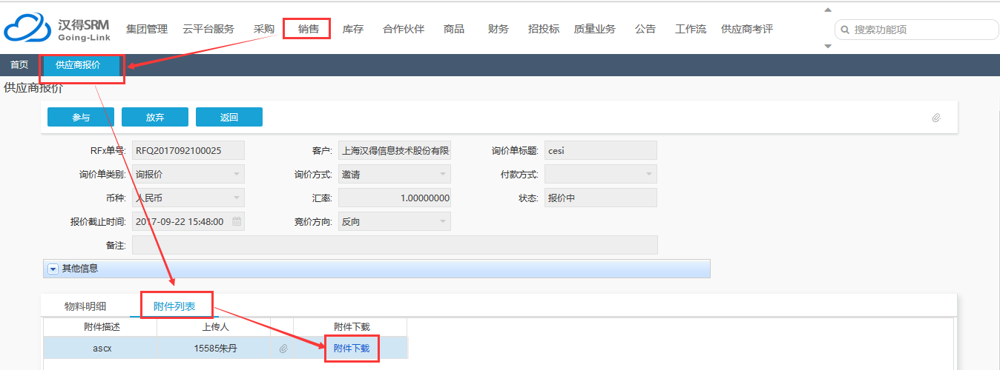 汉得SRM
Going-Link
集团管理 云平台服务 采购 销售 库存 合作伙伴 商品 财务 招投标 质量业务 公告 工作流 供应商考评
搜索功能项
首页 供应商报价
供应商报价
参与 放弃 返回
RFx单号: RFQ2017092100025 客户: 上海汉得信息技术股份有限 询价单标题: cesi
询价单类别: 询报价 询价方式: 邀请 付款方式:
币种: 人民币 汇率: 1.00000000 状态: 报价中
报价截止时间: 2017-09-22 15:48:00 竞价方向: 反向
备注:
其他信息
物料明细 附件列表
附件描述 上传人 附件下载
ascx 15585朱丹 附件下载